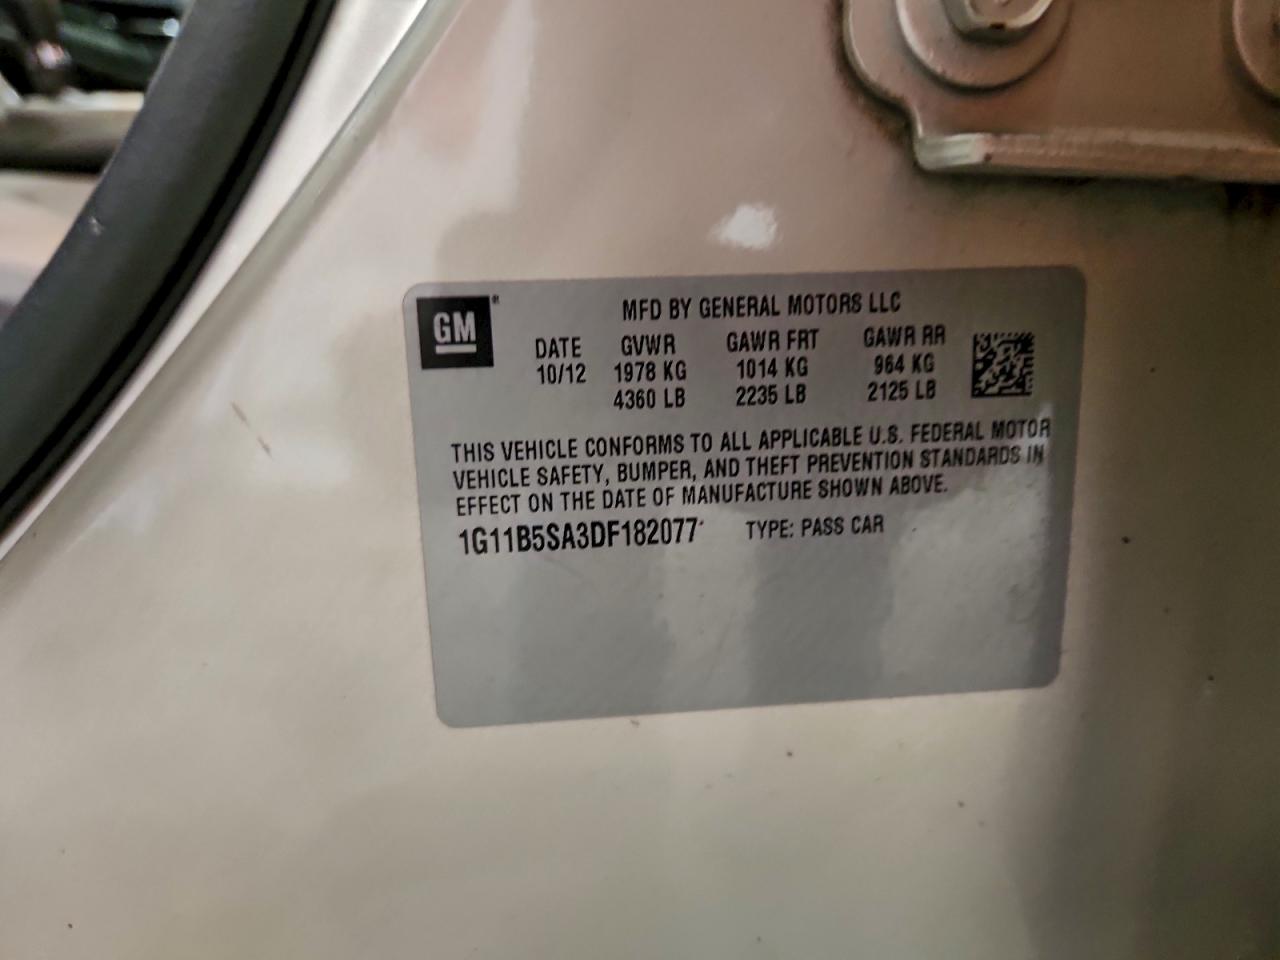 GM®
MFD BY GENERAL MOTORS LLC
DATE GVWR GAWR FRT GAWR RR
10/12 1978 KG 1014 KG 964 KG
4360 LB 2235 LB 2125 LB
THIS VEHICLE CONFORMS TO ALL APPLICABLE U.S. FEDERAL MOTOR
VEHICLE SAFETY, BUMPER, AND THEFT PREVENTION STANDARDS IN
EFFECT ON THE DATE OF MANUFACTURE SHOWN ABOVE.
1G11B5SA3DF182077 TYPE: PASS CAR